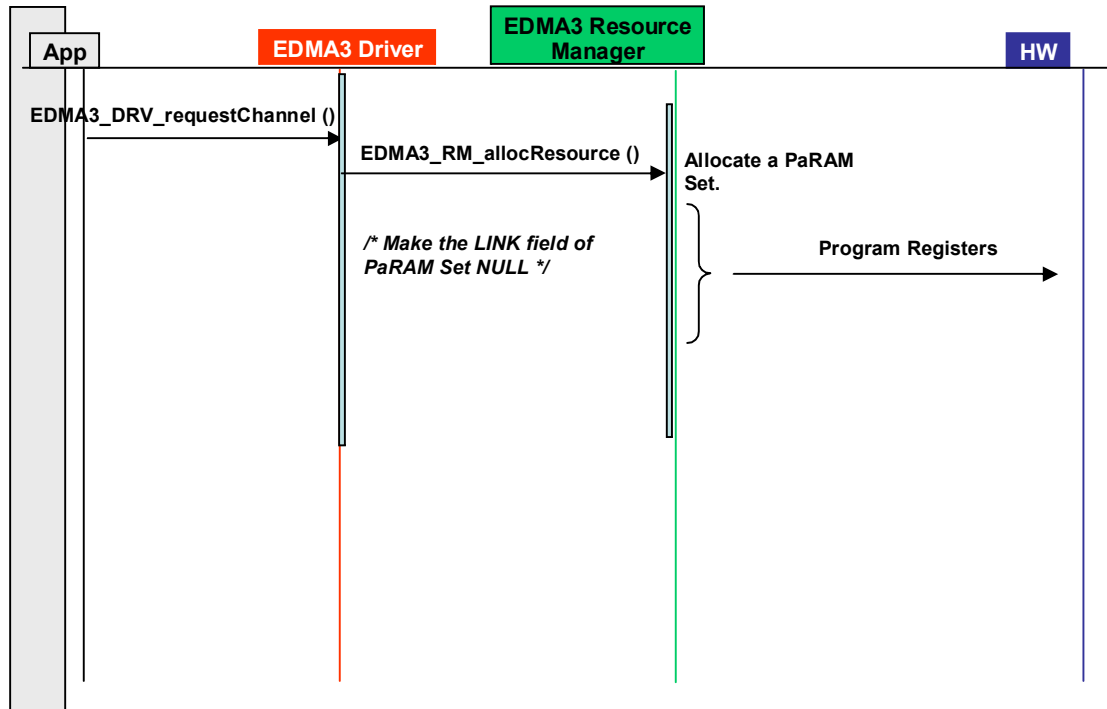 App
EDMA3 Driver
EDMA3 Resource
Manager
HW
EDMA3_DRV_requestChannel ()
EDMA3_RM_allocResource ()
Allocate a PaRAM
Set.
/* Make the LINK field of
PaRAM Set NULL */
Program Registers